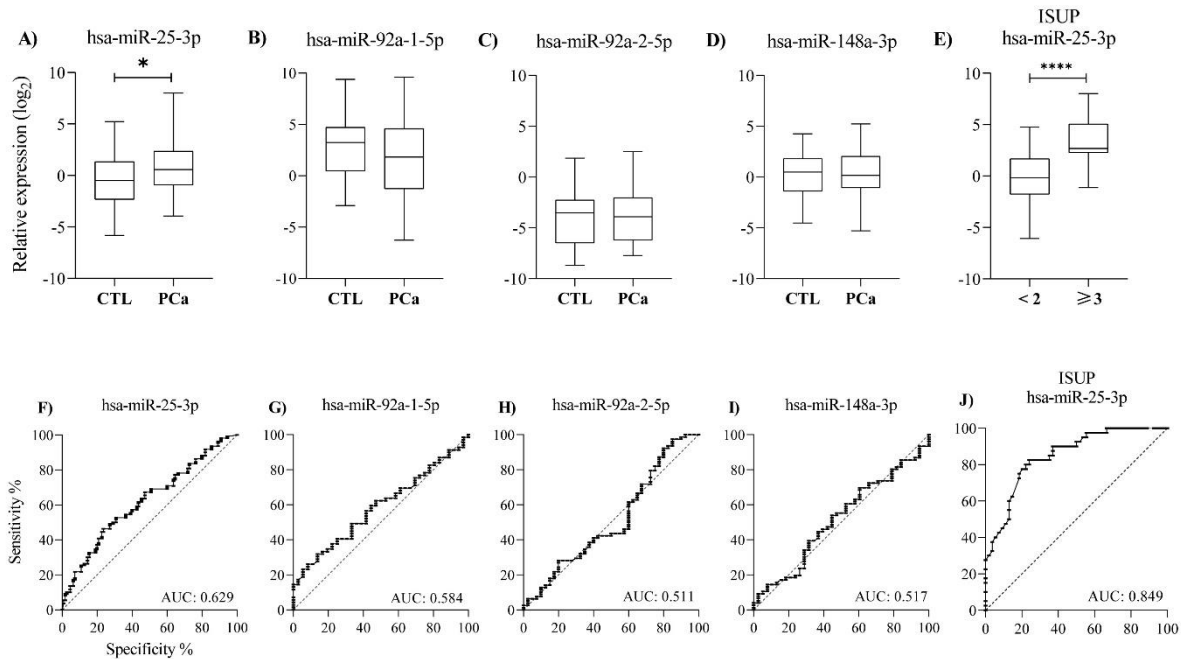 A)
hsa-miR-25-3p
*
Relative expression (log2)
10
5
0
-5
-10
CTL
PCa
B)
hsa-miR-92a-1-5p
10
5
0
-5
-10
CTL
PCa
C)
hsa-miR-92a-2-5p
10
5
0
-5
-10
CTL
PCa
D)
hsa-miR-148a-3p
10
5
0
-5
-10
CTL
PCa
E)
ISUP
hsa-miR-25-3p
****
10
5
0
-5
-10
< 2
⩾ 3
F)
hsa-miR-25-3p
Sensitivity %
100
80
60
40
20
0
AUC: 0.629
0 20 40 60 80 100
Specificity %
G)
hsa-miR-92a-1-5p
100
80
60
40
20
0
AUC: 0.584
0 20 40 60 80 100
H)
hsa-miR-92a-2-5p
100
80
60
40
20
0
AUC: 0.511
0 20 40 60 80 100
I)
hsa-miR-148a-3p
100
80
60
40
20
0
AUC: 0.517
0 20 40 60 80 100
J)
ISUP
hsa-miR-25-3p
100
80
60
40
20
0
AUC: 0.849
0 20 40 60 80 100